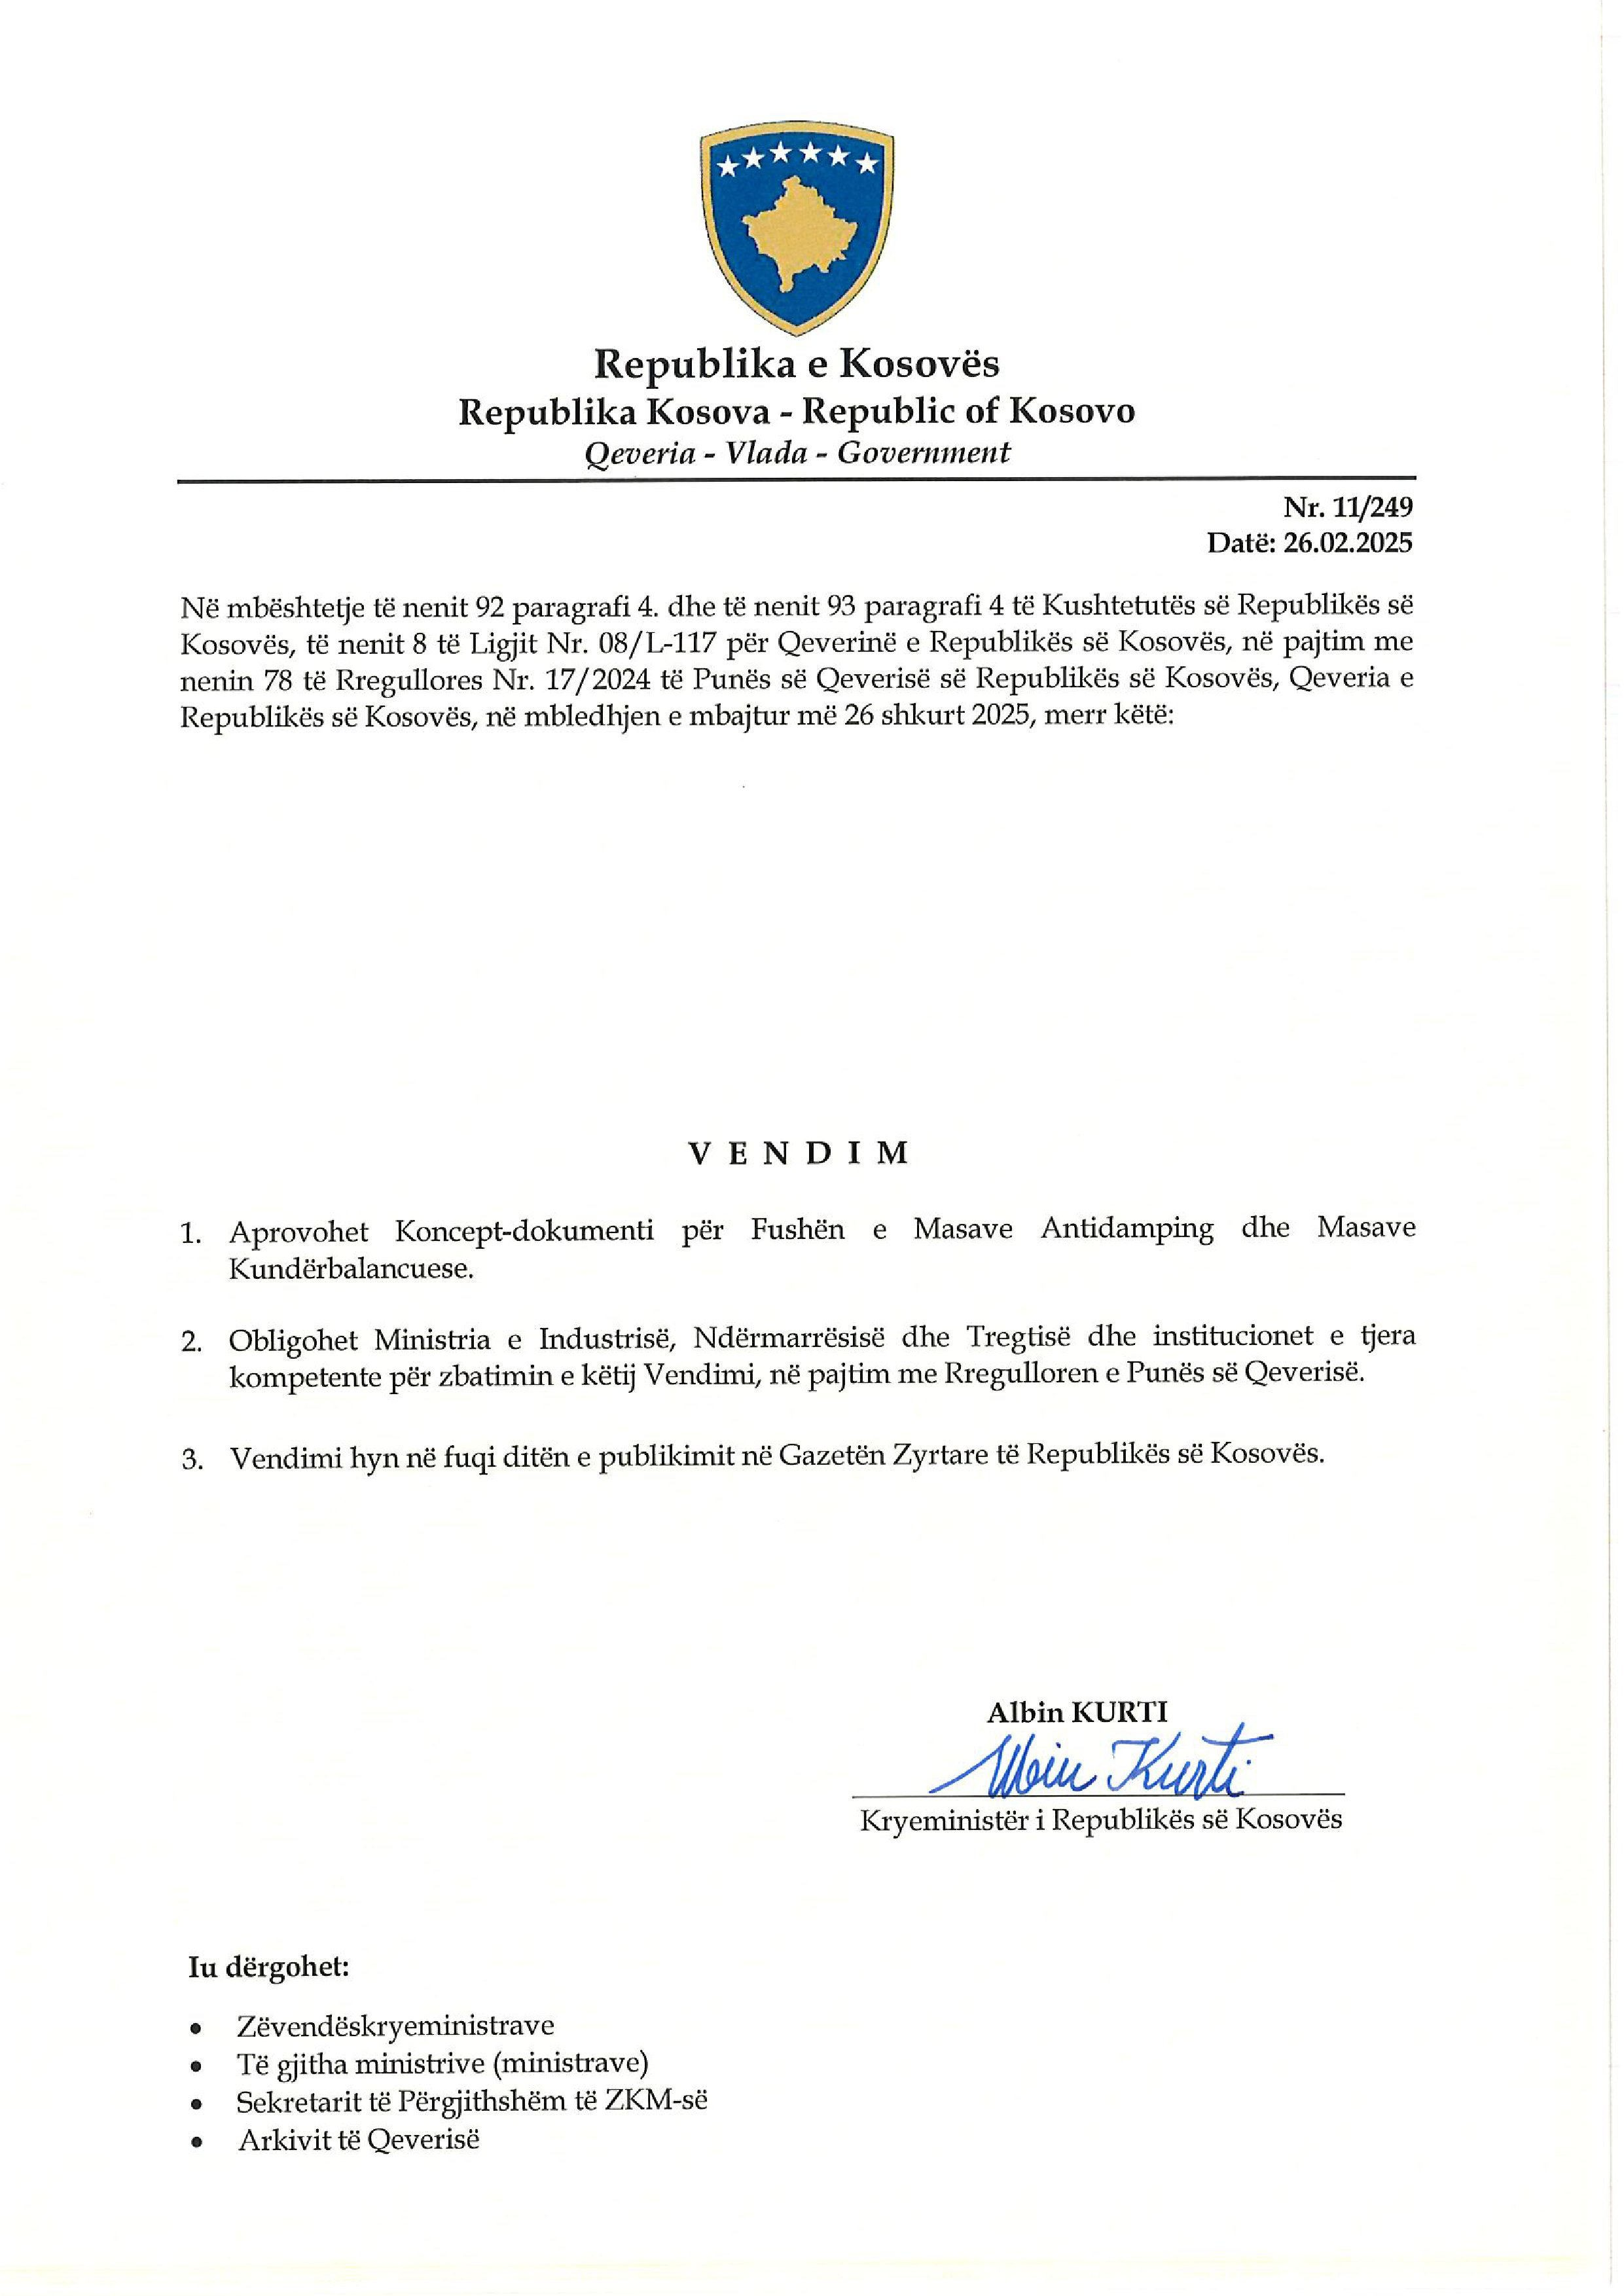 Republika e Kosovës
Republika Kosova - Republic of Kosovo
Qeveria - Vlada - Government
Nr. 11/249
Datë: 26.02.2025
Në mbështetje të nenit 92 paragrafi 4. dhe të nenit 93 paragrafi 4 të Kushtetutës së Republikës së
Kosovës, të nenit 8 të Ligjit Nr. 08/L-117 për Qeverinë e Republikës së Kosovës, në pajtim me
nenin 78 të Rregullores Nr. 17/2024 të Punës së Qeverisë së Republikës së Kosovës, Qeveria e
Republikës së Kosovës, në mbledhjen e mbajtur më 26 shkurt 2025, merr këtë:
V E N D I M
1. Aprovohet Koncept-dokumenti për Fushën e Masave Antidamping dhe Masave
Kundërbalancuese.
2. Obligohet Ministria e Industrisë, Ndërmarrësisë dhe Tregtisë dhe institucionet e tjera
kompetente për zbatimin e këtij Vendimi, në pajtim me Rregulloren e Punës së Qeverisë.
3. Vendimi hyn në fuqi ditën e publikimit në Gazetën Zyrtare të Republikës së Kosovës.
Albin KURTI
Albin Kurti
Kryeministër i Republikës së Kosovës
Iu dërgohet:
• Zëvendëskryeministrave
• Të gjitha ministrive (ministrave)
• Sekretarit të Përgjithshëm të ZKM-së
• Arkivit të Qeverisë